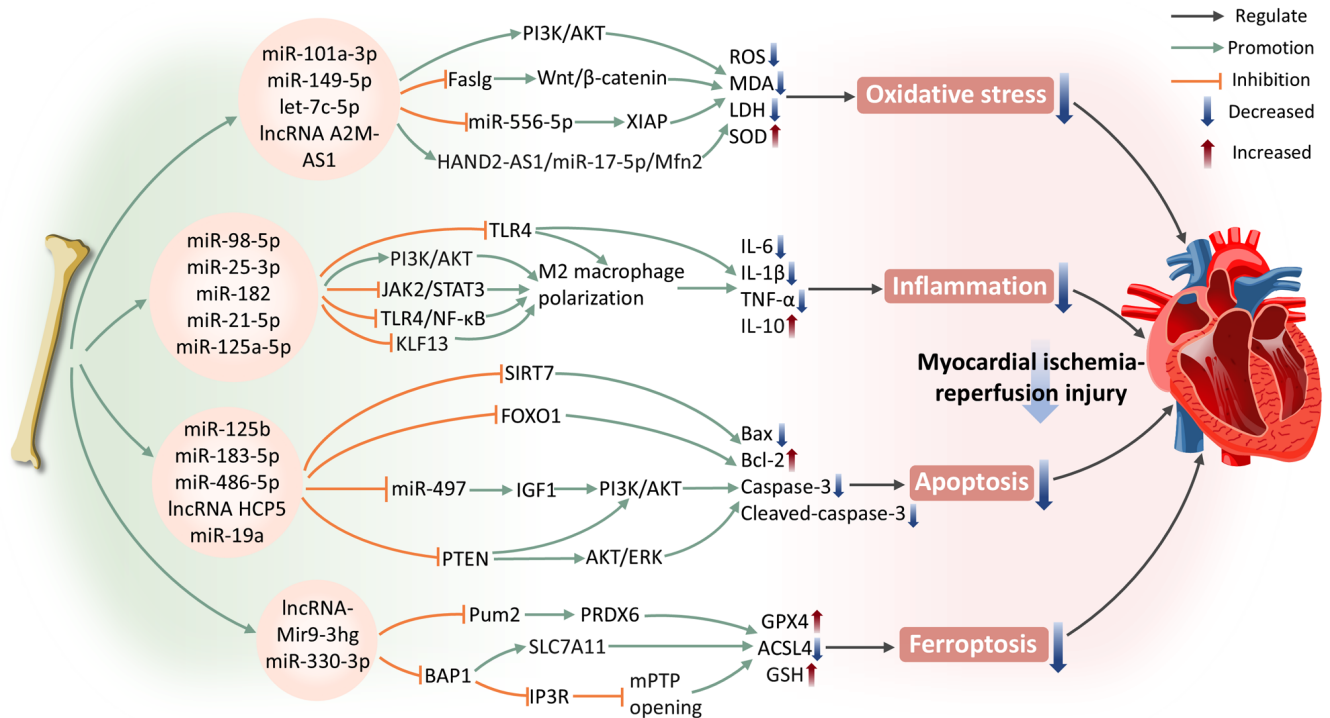 Regulate
Promotion
Inhibition
Decreased
Increased
miR-101a-3p
miR-149-5p
let-7c-5p
lncRNA A2M-
AS1
PI3K/AKT
Faslg
Wnt/β-catenin
miR-556-5p
XIAP
HAND2-AS1/miR-17-5p/Mfn2
ROS
MDA
LDH
SOD
Oxidative stress
miR-98-5p
miR-25-3p
miR-182
miR-21-5p
miR-125a-5p
TLR4
PI3K/AKT
JAK2/STAT3
TLR4/NF-κB
KLF13
M2 macrophage
polarization
IL-6
IL-1β
TNF-α
IL-10
Inflammation
Myocardial ischemia-
reperfusion injury
miR-125b
miR-183-5p
miR-486-5p
lncRNA HCP5
miR-19a
SIRT7
FOXO1
miR-497
IGF1
PI3K/AKT
PTEN
AKT/ERK
Bax
Bcl-2
Caspase-3
Cleaved-caspase-3
Apoptosis
lncRNA-
Mir9-3hg
miR-330-3p
Pum2
PRDX6
BAP1
SLC7A11
IP3R
mPTP
opening
GPX4
ACSL4
GSH
Ferroptosis